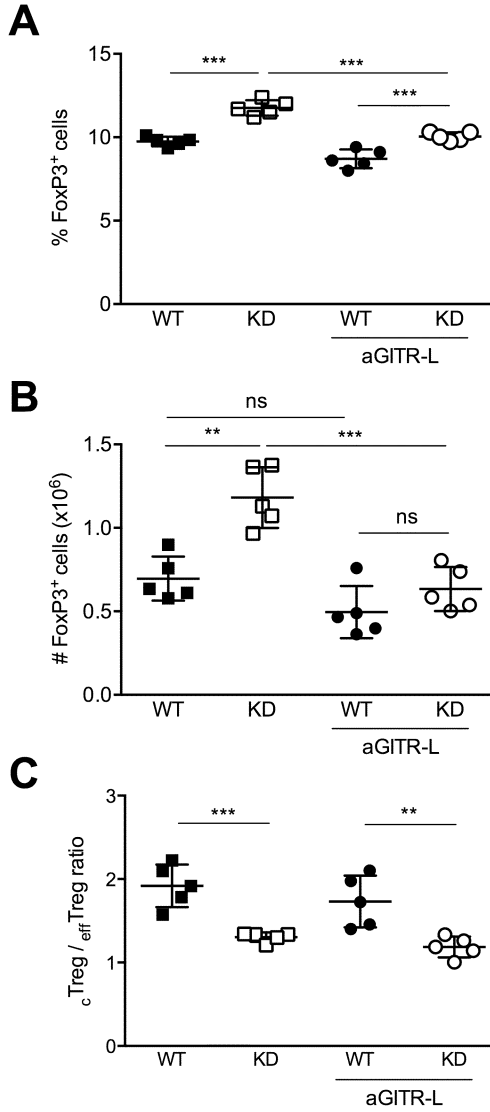 A
% FoxP3⁺ cells
15
10
5
0
***
***
***
WT
KD
WT
KD
aGITR-L
B
# FoxP3⁺ cells (x10⁶)
1.5
1.0
0.5
0.0
ns
**
***
ns
WT
KD
WT
KD
aGITR-L
C
cTreg / effTreg ratio
3
2
1
0
***
**
WT
KD
WT
KD
aGITR-L